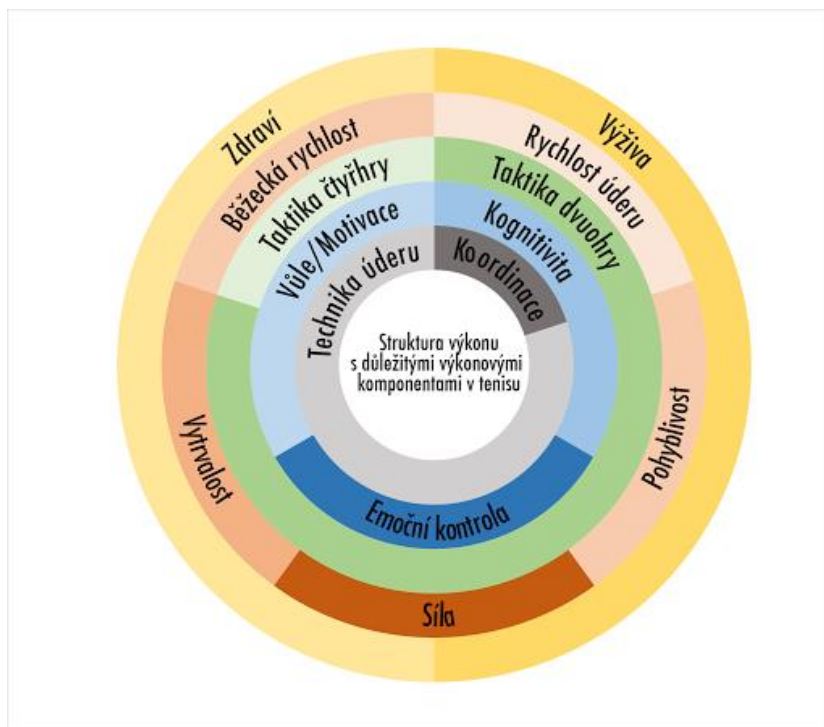 Zdraví
Výživa
Běžecká rychlost
Rychlost úderu
Taktika čtyřhry
Taktika dvuohry
Vůle/Motivace
Kognitivita
Technika úderu
Koordinace
Struktura výkonu
s důležitými výkonovými
komponentami v tenisu
Vytrvalost
Pohyblivost
Emoční kontrola
Síla